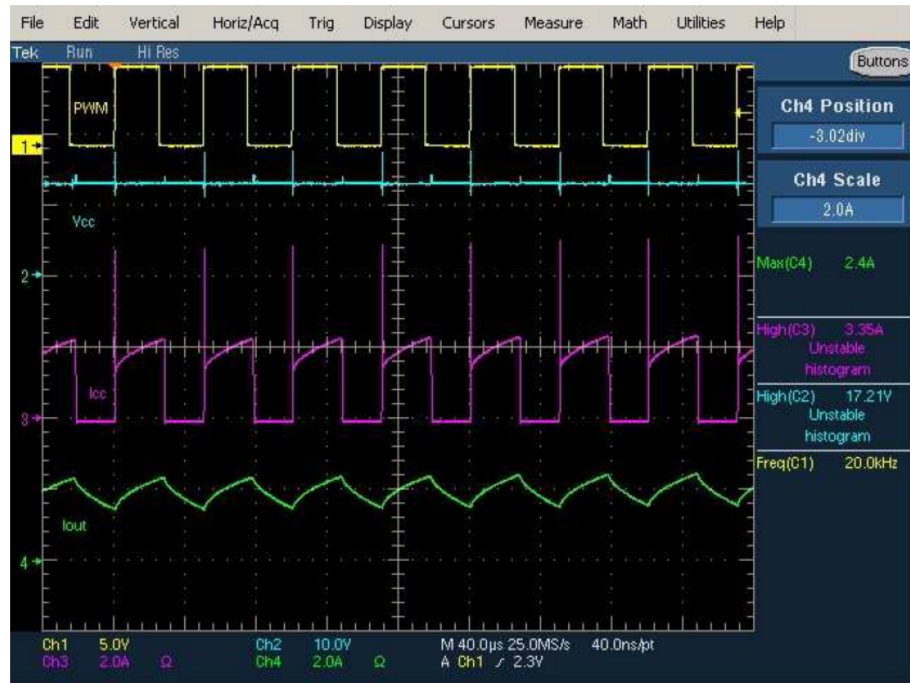 File Edit Vertical Horiz/Acq Trig Display Cursors Measure Math Utilities Help
Tek Run Hi Res
Buttons
PWM
Ch4 Position
-3.02div
1
Ch4 Scale
2.0A
Vcc
Max(C4) 2.4A
2
High(C3) 3.35A
Unstable
histogram
Icc
High(C2) 17.21V
Unstable
histogram
3
Freq(C1) 20.0kHz
Iout
4
Ch1 5.0V Ch2 10.0V M 40.0µs 25.0MS/s 40.0ns/pt
Ch3 2.0A Ω Ch4 2.0A Ω A Ch1 / 2.3V